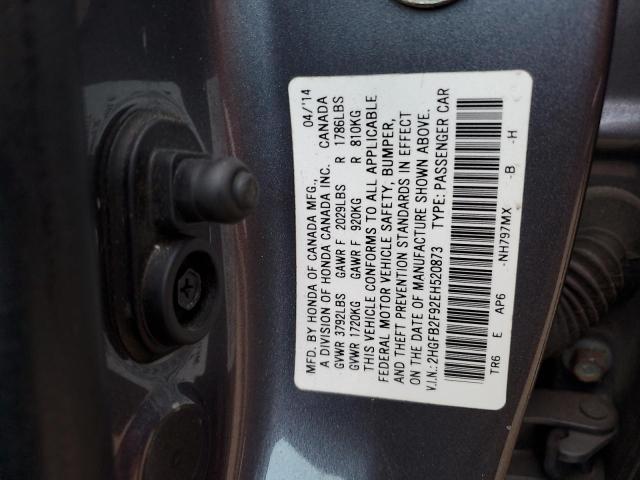 MFD. BY HONDA OF CANADA MFG., 04/'14
A DIVISION OF HONDA CANADA INC. CANADA
GVWR 3792LBS GAWR F 2029LBS R 1786LBS
GVWR 1720KG GAWR F 920KG R 810KG
THIS VEHICLE CONFORMS TO ALL APPLICABLE
FEDERAL MOTOR VEHICLE SAFETY, BUMPER,
AND THEFT PREVENTION STANDARDS IN EFFECT
ON THE DATE OF MANUFACTURE SHOWN ABOVE.
V.I.N.: 2HGFB2F92EH520873 TYPE: PASSENGER CAR
TR6 E AP6 -NH797MX -B -H